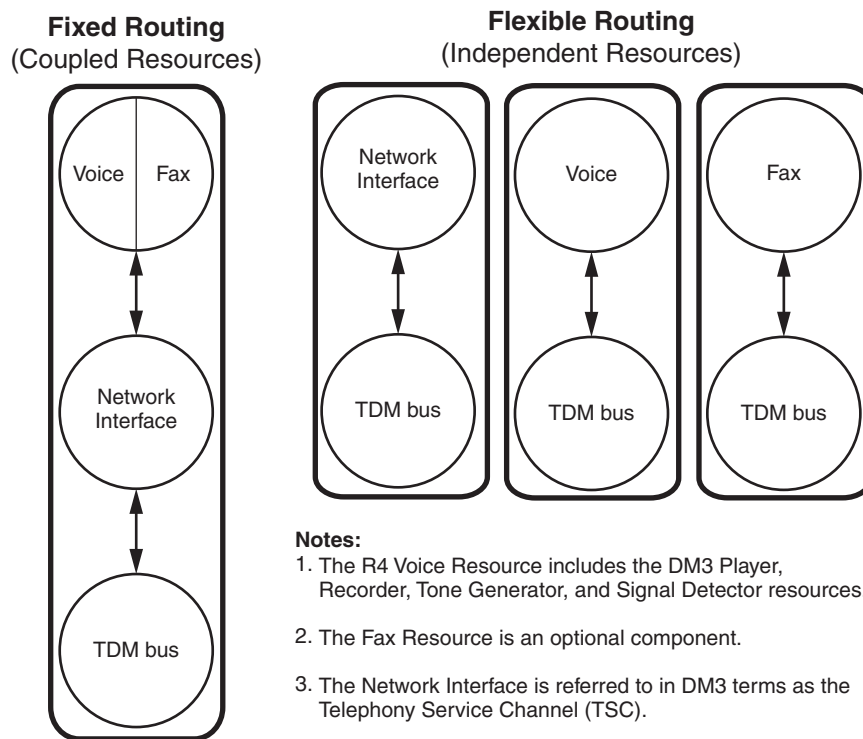 Fixed Routing
(Coupled Resources)
Voice
Fax
Network
Interface
TDM bus
Flexible Routing
(Independent Resources)
Network
Interface
TDM bus
Voice
TDM bus
Fax
TDM bus
Notes:
1. The R4 Voice Resource includes the DM3 Player,
Recorder, Tone Generator, and Signal Detector resources
2. The Fax Resource is an optional component.
3. The Network Interface is referred to in DM3 terms as the
Telephony Service Channel (TSC).